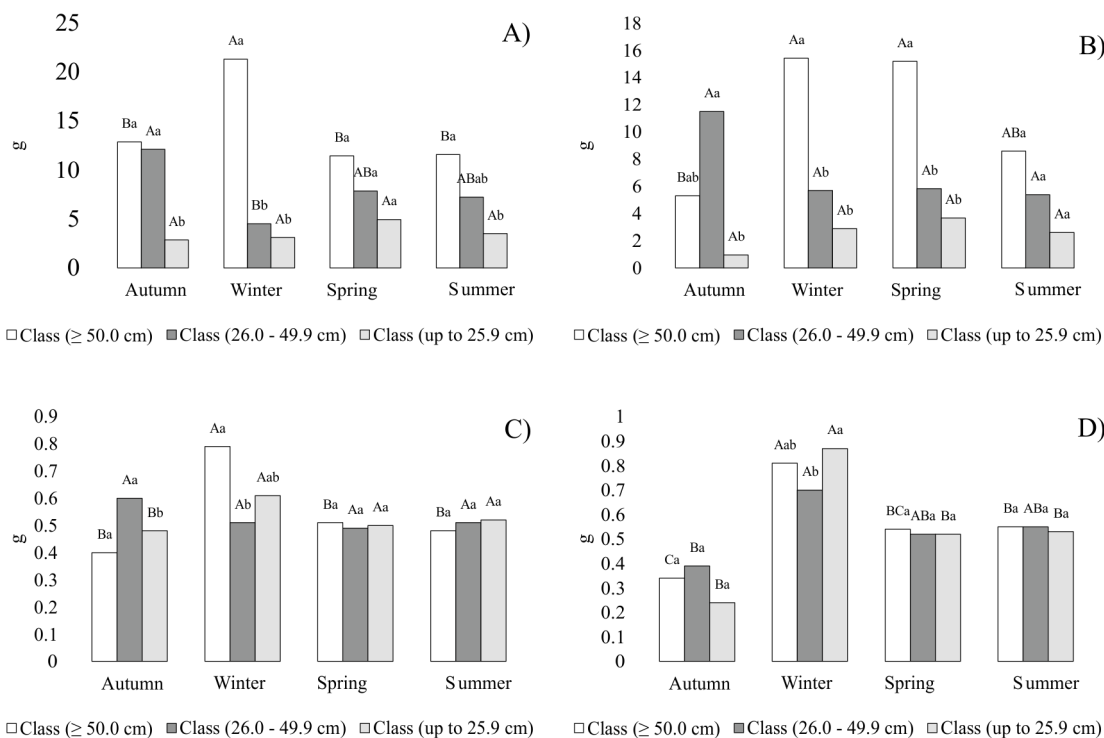 A)
25
20
15
10
5
0
g
Ba Aa Ab
Aa Bb Ab
Ba ABa Aa
Ba ABab Ab
Autumn Winter Spring Summer
□ Class (≥ 50.0 cm) ■ Class (26.0 - 49.9 cm) □ Class (up to 25.9 cm)
B)
18
16
14
12
10
8
6
4
2
0
g
Bab Aa Ab
Aa Ab Ab
Aa Ab Ab
ABa Aa Aa
Autumn Winter Spring Summer
□ Class (≥ 50.0 cm) ■ Class (26.0 - 49.9 cm) □ Class (up to 25.9 cm)
C)
0.9
0.8
0.7
0.6
0.5
0.4
0.3
0.2
0.1
0
g
Ba Aa Bb
Aa Ab Aab
Ba Aa Aa
Ba Aa Aa
Autumn Winter Spring Summer
□ Class (≥ 50.0 cm) ■ Class (26.0 - 49.9 cm) □ Class (up to 25.9 cm)
D)
1
0.9
0.8
0.7
0.6
0.5
0.4
0.3
0.2
0.1
0
g
Ca Ba Ba
Aab Ab Aa
BCa ABa Ba
Ba ABa Ba
Autumn Winter Spring Summer
□ Class (≥ 50.0 cm) ■ Class (26.0 - 49.9 cm) □ Class (up to 25.9 cm)